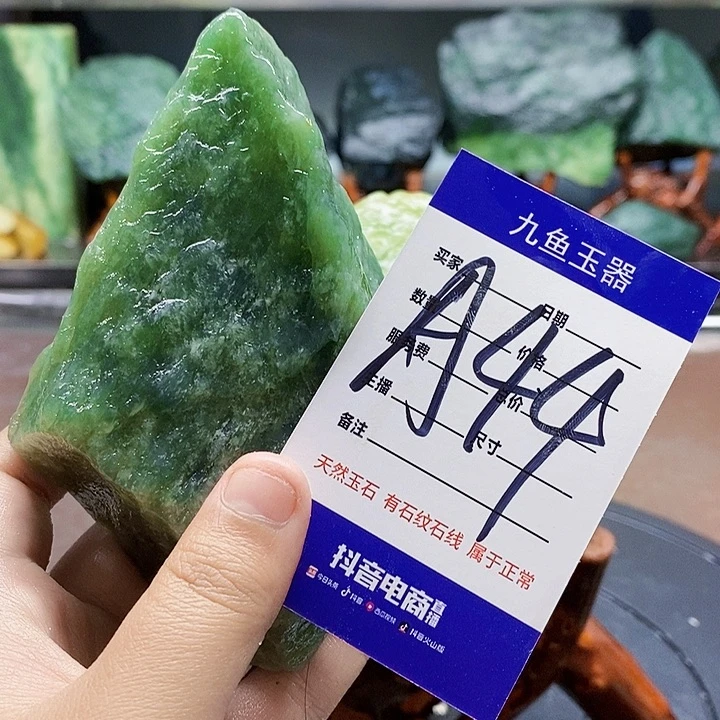 九鱼玉器
买家 日期
数量 价格
服务费 总价
主播 尺寸
备注
A44
天然玉石 有石纹石线 属于正常
抖音电商直播
今日头条 抖音 西瓜视频 抖音火山版